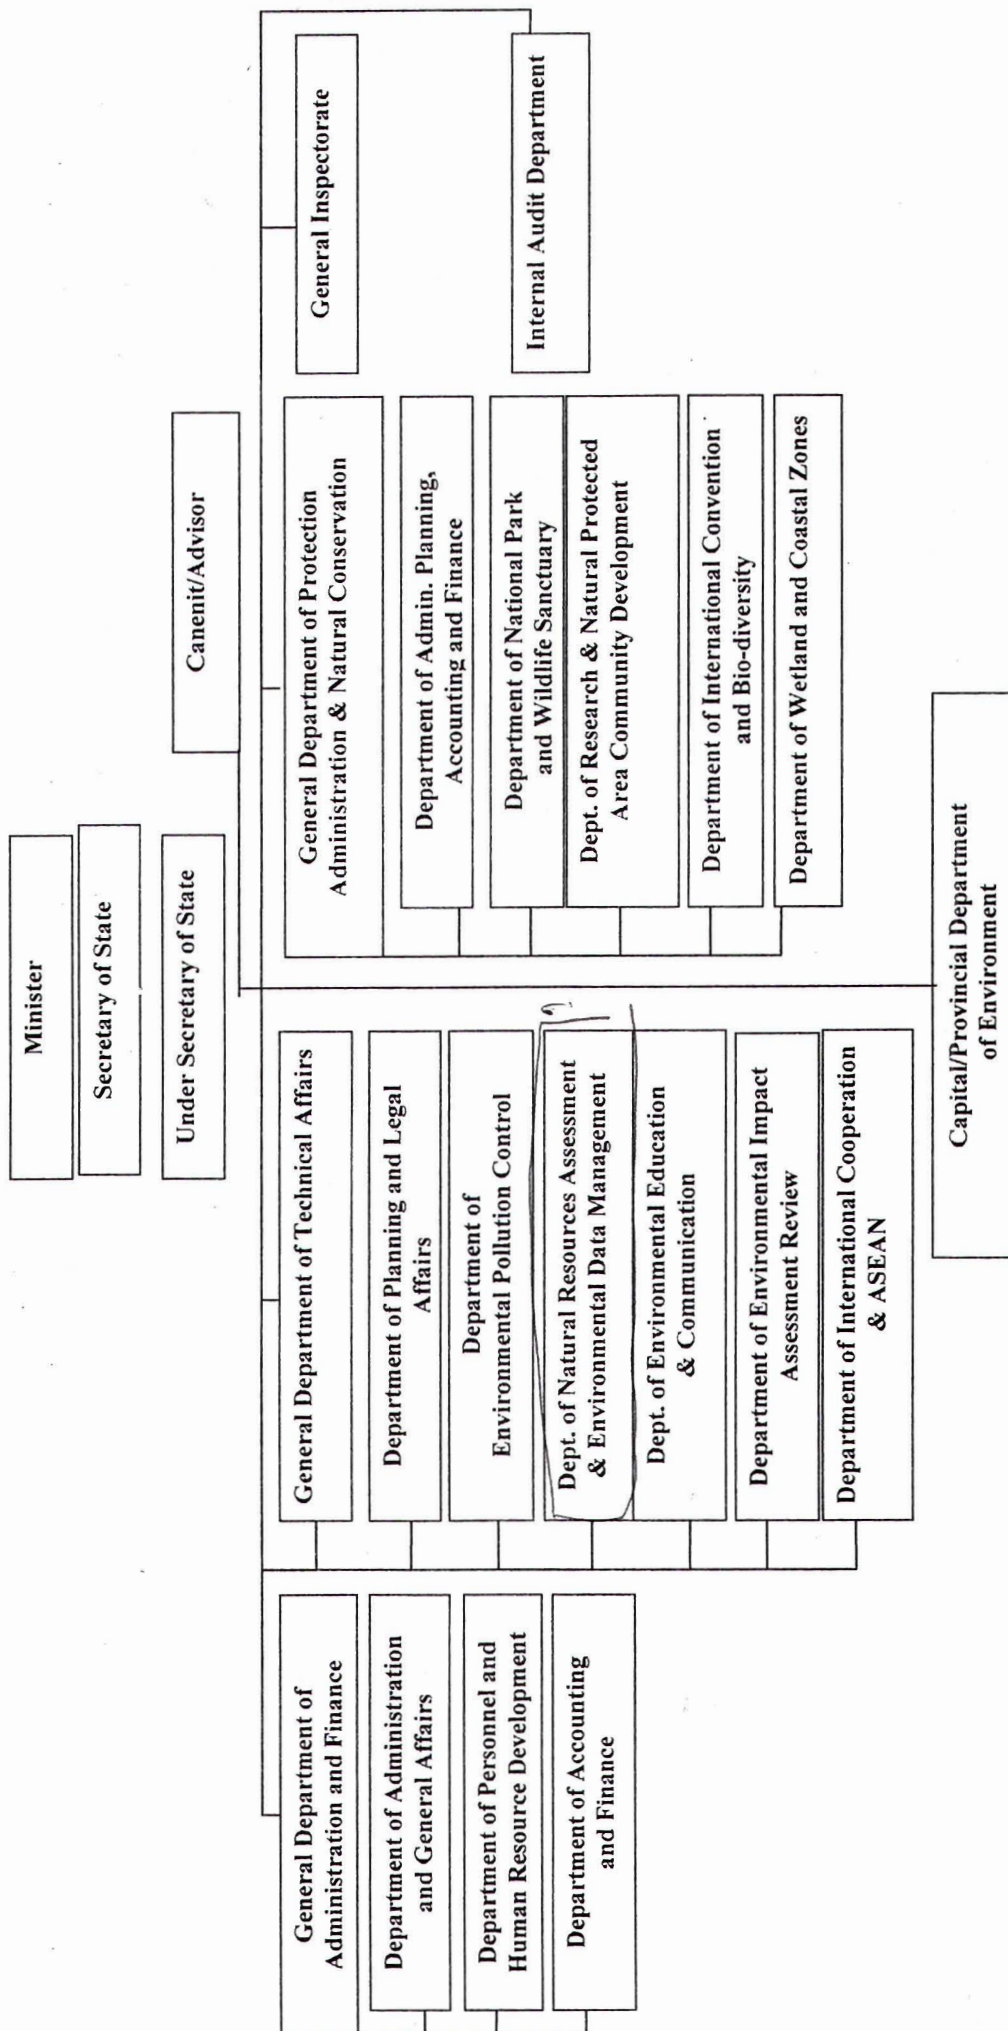 Minister
Secretary of State
Under Secretary of State
Canenit/Advisor
General Department of
Administration and Finance
Department of Administration
and General Affairs
Department of Personnel and
Human Resource Development
Department of Accounting
and Finance
General Department of Technical Affairs
Department of Planning and Legal
Affairs
Department of
Environmental Pollution Control
Dept. of Natural Resources Assessment
& Environmental Data Management
Dept. of Environmental Education
& Communication
Department of Environmental Impact
Assessment Review
Department of International Cooperation
& ASEAN
General Department of Protection
Administration & Natural Conservation
Department of Admin. Planning,
Accounting and Finance
Department of National Park
and Wildlife Sanctuary
Dept. of Research & Natural Protected
Area Community Development
Department of International Convention
and Bio-diversity
Department of Wetland and Coastal Zones
General Inspectorate
Internal Audit Department
Capital/Provincial Department
of Environment